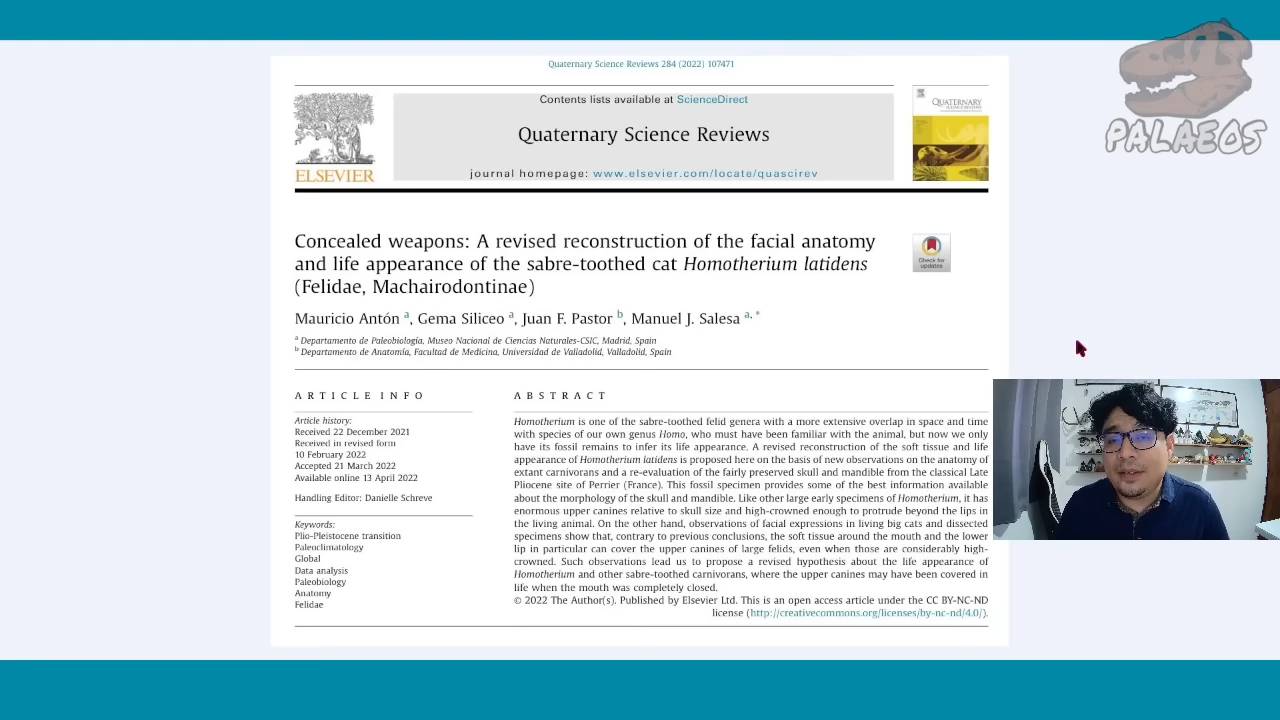 Quaternary Science Reviews 284 (2022) 107471
Contents lists available at ScienceDirect
Quaternary Science Reviews
journal homepage: www.elsevier.com/locate/quascirev
ELSEVIER
QUATERNARY
PALAEOS
Concealed weapons: A revised reconstruction of the facial anatomy
and life appearance of the sabre-toothed cat Homotherium latidens
(Felidae, Machairodontinae)
Check for
updates
Mauricio Antón a, Gema Siliceo a, Juan F. Pastor b, Manuel J. Salesa a, *
a Departamento de Paleobiología, Museo Nacional de Ciencias Naturales-CSIC, Madrid, Spain
b Departamento de Anatomía, Facultad de Medicina, Universidad de Valladolid, Valladolid, Spain
ARTICLE INFO
Article history:
Received 22 December 2021
Received in revised form
10 February 2022
Accepted 21 March 2022
Available online 13 April 2022
Handling Editor: Danielle Schreve
Keywords:
Plio-Pleistocene transition
Paleoclimatology
Global
Data analysis
Paleobiology
Anatomy
Felidae
ABSTRACT
Homotherium is one of the sabre-toothed felid genera with a more extensive overlap in space and time
with species of our own genus Homo, who must have been familiar with the animal, but now we only
have its fossil remains to infer its life appearance. A revised reconstruction of the soft tissue and life
appearance of Homotherium latidens is proposed here on the basis of new observations on the anatomy of
extant carnivorans and a re-evaluation of the fairly preserved skull and mandible from the classical Late
Pliocene site of Perrier (France). This fossil specimen provides some of the best information available
about the morphology of the skull and mandible. Like other large early specimens of Homotherium, it has
enormous upper canines relative to skull size and high-crowned enough to protrude beyond the lips in
the living animal. On the other hand, observations of facial expressions in living big cats and dissected
specimens show that, contrary to previous conclusions, the soft tissue around the mouth and the lower
lip in particular can cover the upper canines of large felids, even when those are considerably high-
crowned. Such observations lead us to propose a revised hypothesis about the life appearance of
Homotherium and other sabre-toothed carnivorans, where the upper canines may have been covered in
life when the mouth was completely closed.
© 2022 The Author(s). Published by Elsevier Ltd. This is an open access article under the CC BY-NC-ND
license (http://creativecommons.org/licenses/by-nc-nd/4.0/).